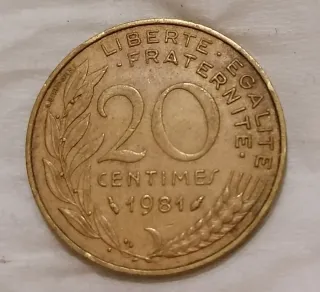 LIBERTE · EGALITE
· FRATERNITE ·
20
CENTIMES
1981